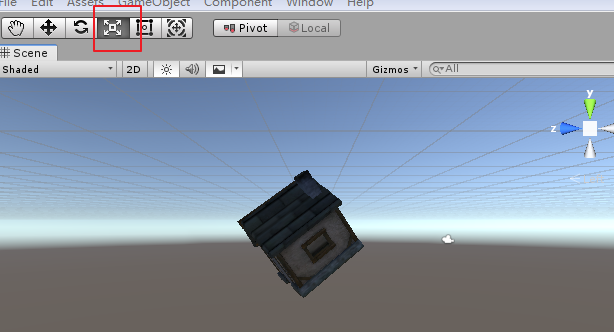 File Edit Assets GameObject Component Window Help
Pivot Local
Scene
Shaded 2D Gizmos All
y
z